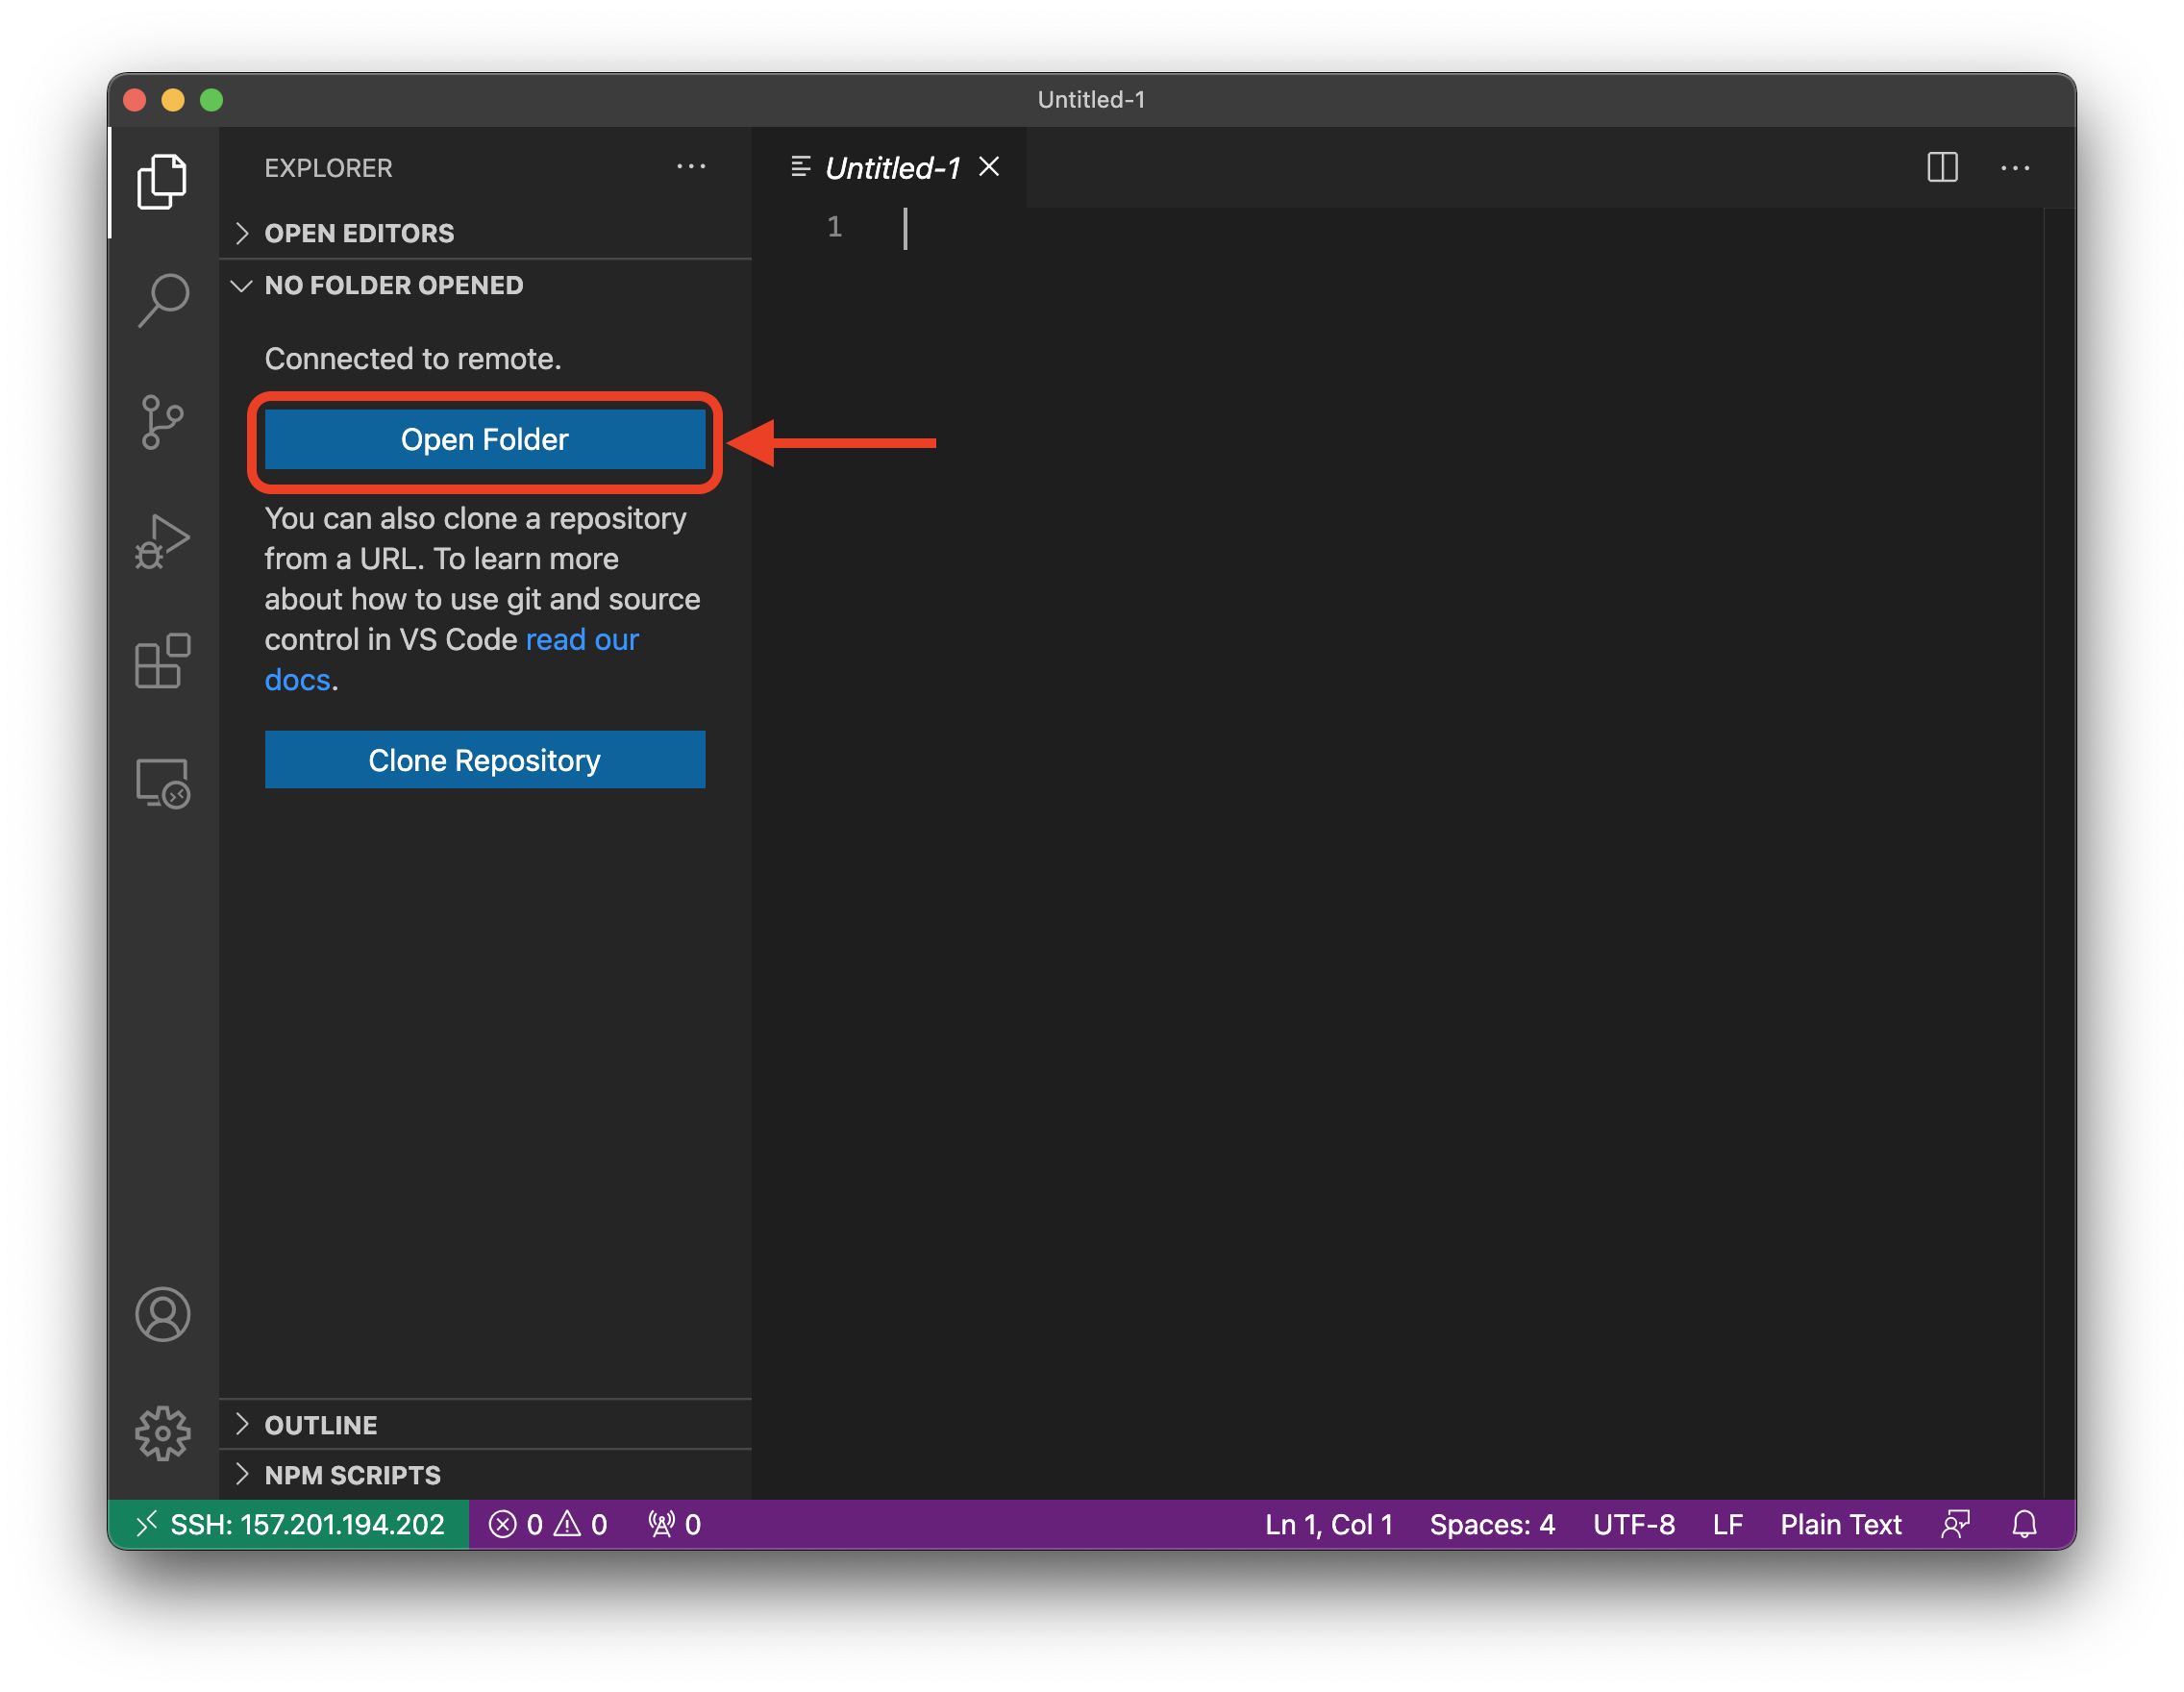 Untitled-1
EXPLORER
Untitled-1
OPEN EDITORS
1
NO FOLDER OPENED
Connected to remote.
Open Folder
You can also clone a repository
from a URL. To learn more
about how to use git and source
control in VS Code read our
docs.
Clone Repository
OUTLINE
NPM SCRIPTS
SSH: 157.201.194.202 0 0 0 Ln 1, Col 1 Spaces: 4 UTF-8 LF Plain Text